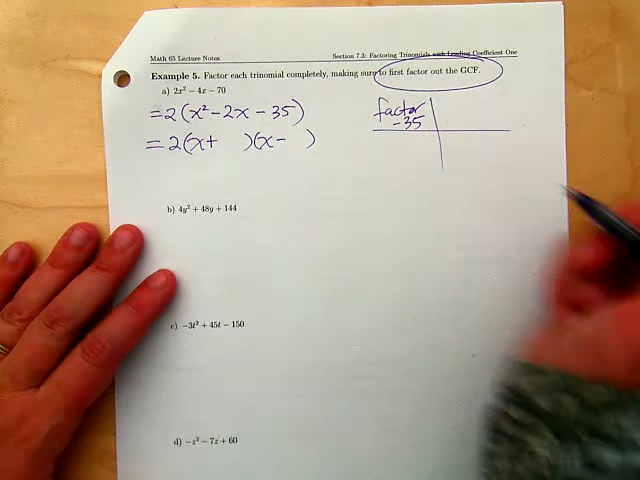 Math 65 Lecture Notes
Section 7.3: Factoring Trinomials with Leading Coefficient One
Example 5. Factor each trinomial completely, making sure to first factor out the GCF.
a) 2x² − 4x − 70
= 2(x² − 2x − 35)
factor
-35
= 2(x+ )(x− )
b) 4y² + 48y + 144
c) −3t² + 45t − 150
d) −z² − 7z + 60